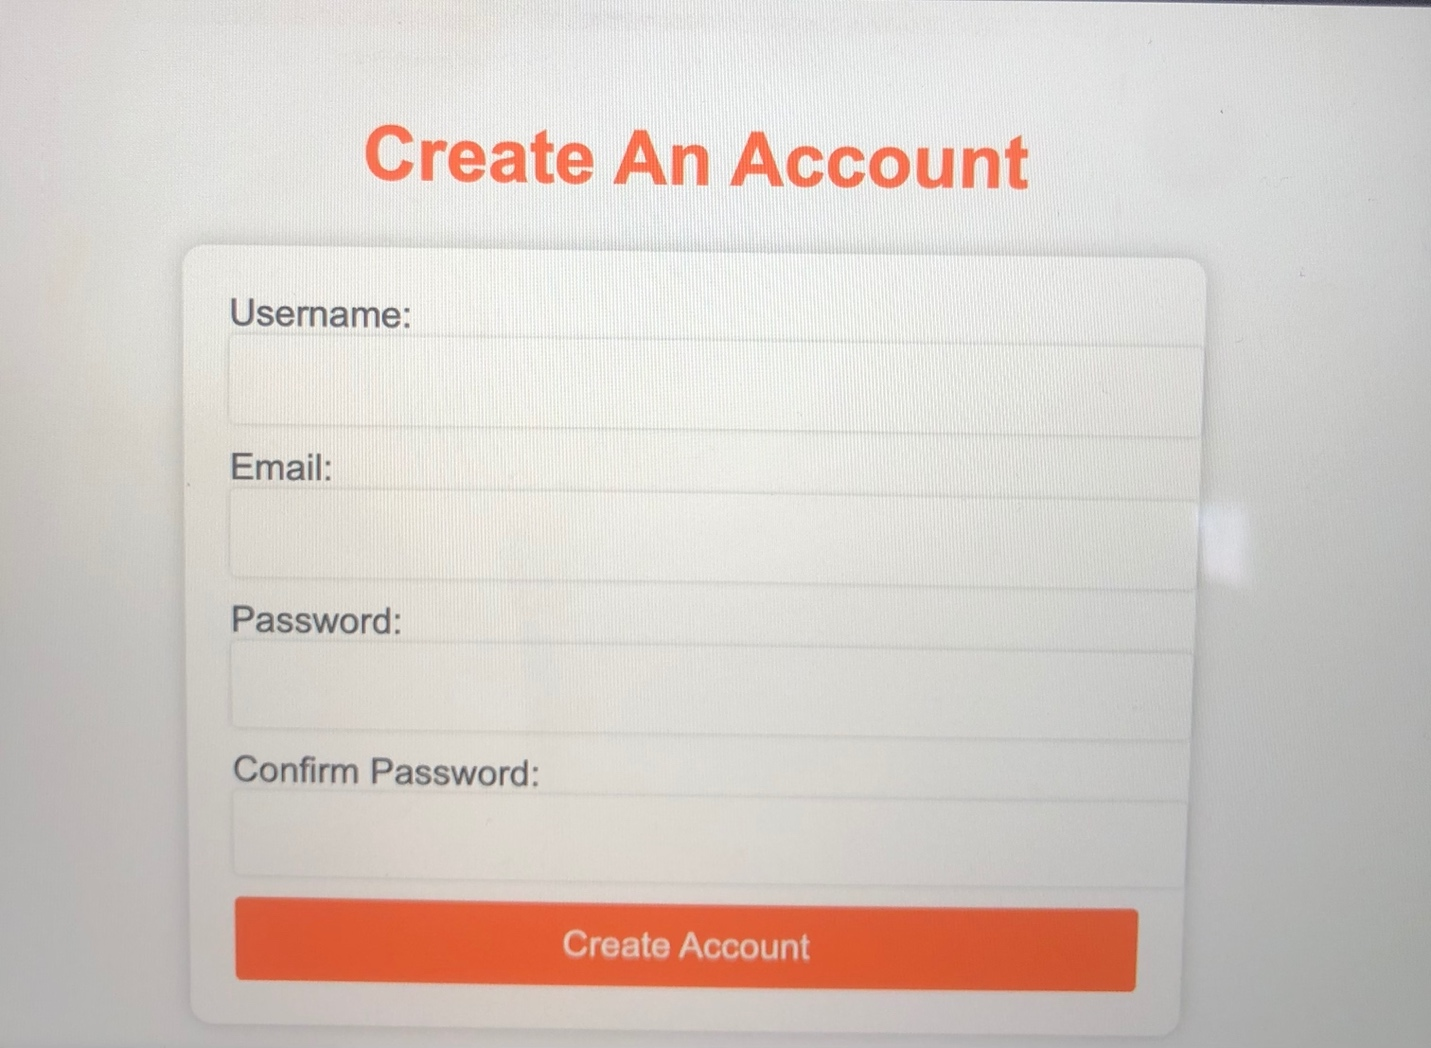 Create An Account
Username:
Email:
Password:
Confirm Password:
Create Account